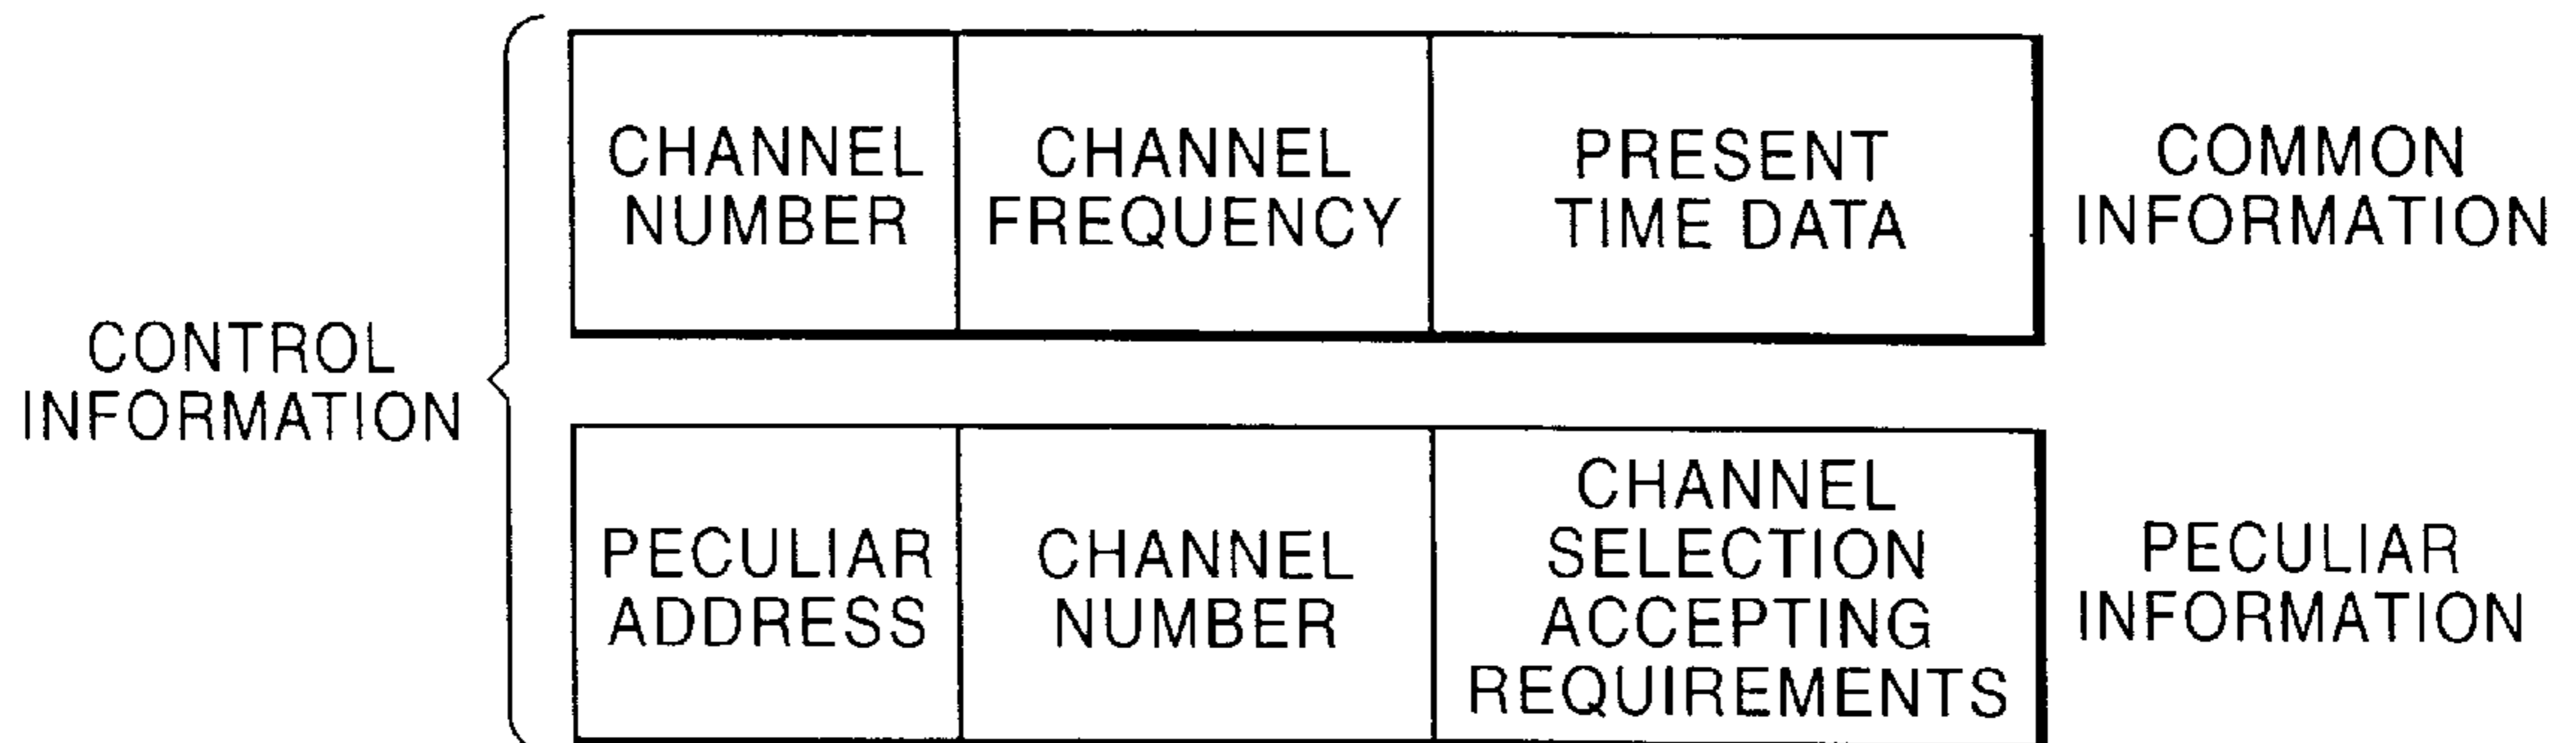 CONTROL
INFORMATION
CHANNEL
NUMBER
CHANNEL
FREQUENCY
PRESENT
TIME DATA
COMMON
INFORMATION
PECULIAR
ADDRESS
CHANNEL
NUMBER
CHANNEL
SELECTION
ACCEPTING
REQUIREMENTS
PECULIAR
INFORMATION